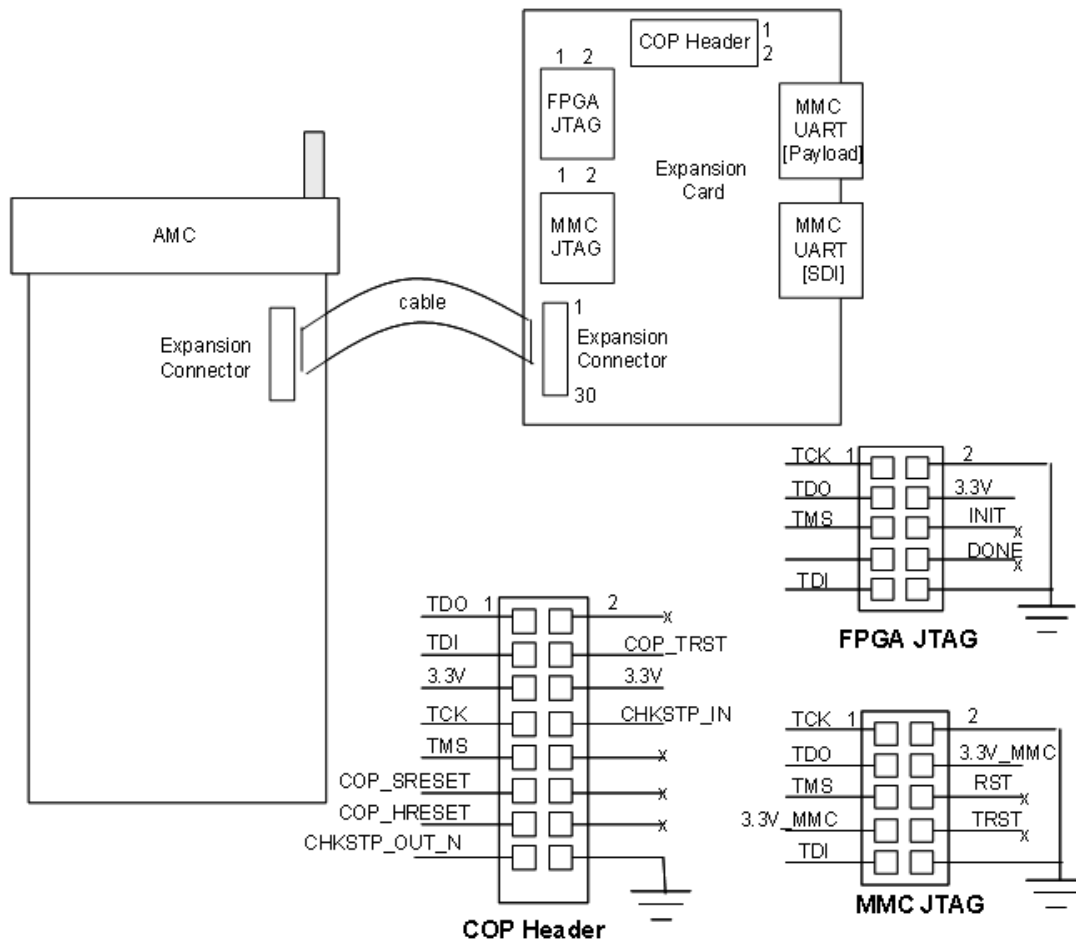 COP Header
1
2
1 2
FPGA
JTAG
MMC
UART
[Payload]
1 2
MMC
JTAG
Expansion
Card
MMC
UART
[SDI]
AMC
cable
Expansion
Connector
1
Expansion
Connector
30
TCK 1 2
TDO 3.3V
TMS INIT
x
DONE
x
TDI
FPGA JTAG
TDO 1 2
x
TDI COP_TRST
3.3V 3.3V
TCK CHKSTP_IN
TMS x
COP_SRESET x
COP_HRESET x
CHKSTP_OUT_N
COP Header
TCK 1 2
TDO 3.3V_MMC
TMS RST
x
3.3V_MMC TRST
x
TDI
MMC JTAG